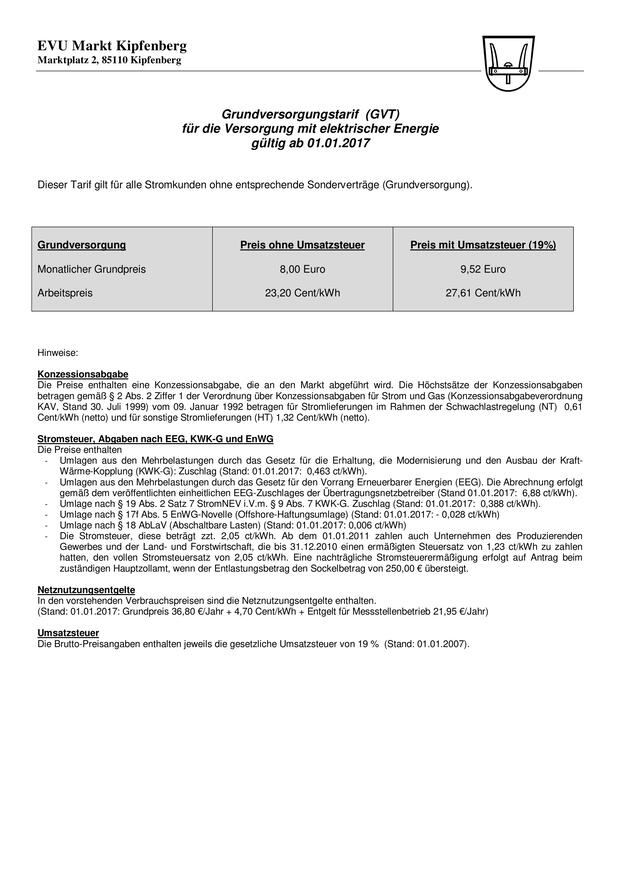 EVU Markt Kipfenberg
Marktplatz 2, 85110 Kipfenberg
Grundversorgungstarif (GVT)
für die Versorgung mit elektrischer Energie
gültig ab 01.01.2017
Dieser Tarif gilt für alle Stromkunden ohne entsprechende Sonderverträge (Grundversorgung).
Grundversorgung Preis ohne Umsatzsteuer Preis mit Umsatzsteuer (19%)
Monatlicher Grundpreis 8,00 Euro 9,52 Euro
Arbeitspreis 23,20 Cent/kWh 27,61 Cent/kWh
Hinweise:
Konzessionsabgabe
Die Preise enthalten eine Konzessionsabgabe, die an den Markt abgeführt wird. Die Höchstsätze der Konzessionsabgaben
betragen gemäß § 2 Abs. 2 Ziffer 1 der Verordnung über Konzessionsabgaben für Strom und Gas (Konzessionsabgabeverordnung
KAV, Stand 30. Juli 1999) vom 09. Januar 1992 betragen für Stromlieferungen im Rahmen der Schwachlastregelung (NT) 0,61
Cent/kWh (netto) und für sonstige Stromlieferungen (HT) 1,32 Cent/kWh (netto).
Stromsteuer, Abgaben nach EEG, KWK-G und EnWG
Die Preise enthalten
- Umlagen aus den Mehrbelastungen durch das Gesetz für die Erhaltung, die Modernisierung und den Ausbau der Kraft-
Wärme-Kopplung (KWK-G): Zuschlag (Stand: 01.01.2017: 0,463 ct/kWh).
- Umlagen aus den Mehrbelastungen durch das Gesetz für den Vorrang Erneuerbarer Energien (EEG). Die Abrechnung erfolgt
gemäß dem veröffentlichten einheitlichen EEG-Zuschlages der Übertragungsnetzbetreiber (Stand 01.01.2017: 6,88 ct/kWh).
- Umlage nach § 19 Abs. 2 Satz 7 StromNEV i.V.m. § 9 Abs. 7 KWK-G. Zuschlag (Stand: 01.01.2017: 0,388 ct/kWh).
- Umlage nach § 17f Abs. 5 EnWG-Novelle (Offshore-Haftungsumlage) (Stand: 01.01.2017: - 0,028 ct/kWh)
- Umlage nach § 18 AbLaV (Abschaltbare Lasten) (Stand: 01.01.2017: 0,006 ct/kWh)
- Die Stromsteuer, diese beträgt zzt. 2,05 ct/kWh. Ab dem 01.01.2011 zahlen auch Unternehmen des Produzierenden
Gewerbes und der Land- und Forstwirtschaft, die bis 31.12.2010 einen ermäßigten Steuersatz von 1,23 ct/kWh zu zahlen
hatten, den vollen Stromsteuersatz von 2,05 ct/kWh. Eine nachträgliche Stromsteuerermäßigung erfolgt auf Antrag beim
zuständigen Hauptzollamt, wenn der Entlastungsbetrag den Sockelbetrag von 250,00 € übersteigt.
Netznutzungsentgelte
In den vorstehenden Verbrauchspreisen sind die Netznutzungsentgelte enthalten.
(Stand: 01.01.2017: Grundpreis 36,80 €/Jahr + 4,70 Cent/kWh + Entgelt für Messstellenbetrieb 21,95 €/Jahr)
Umsatzsteuer
Die Brutto-Preisangaben enthalten jeweils die gesetzliche Umsatzsteuer von 19 % (Stand: 01.01.2007).